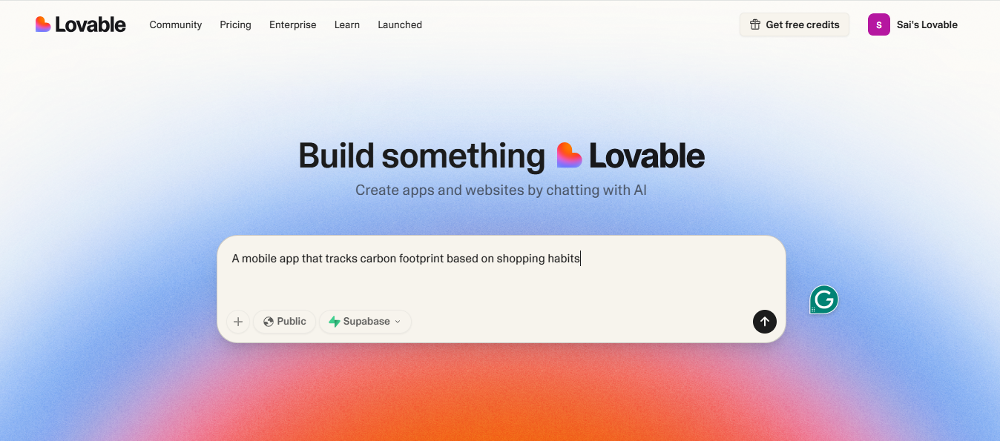 Lovable Community Pricing Enterprise Learn Launched Get free credits S Sai's Lovable
Build something Lovable
Create apps and websites by chatting with AI
A mobile app that tracks carbon footprint based on shopping habits
Public Supabase
G